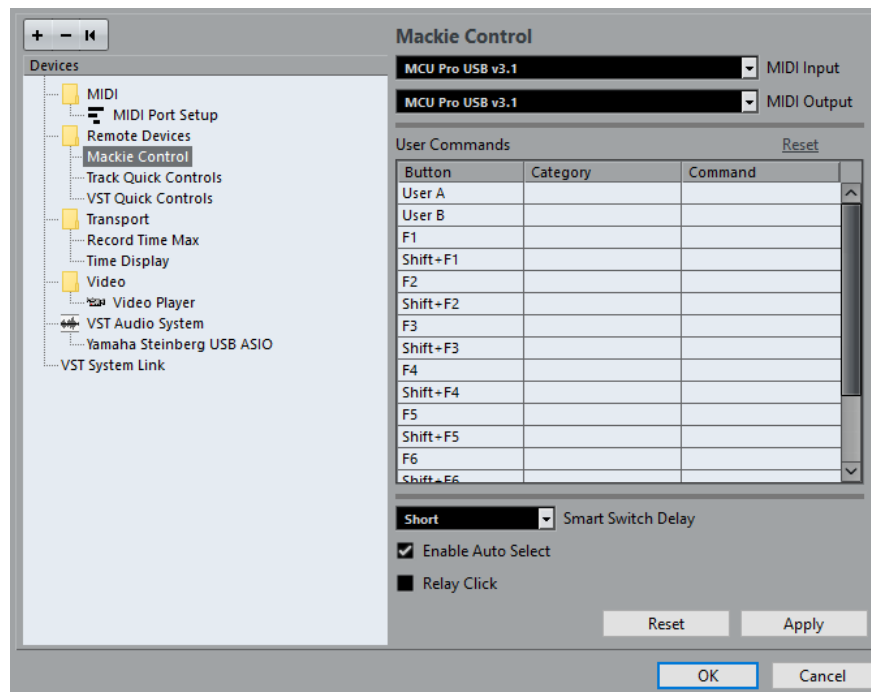 Devices
MIDI
MIDI Port Setup
Remote Devices
Mackie Control
Track Quick Controls
VST Quick Controls
Transport
Record Time Max
Time Display
Video
Video Player
VST Audio System
Yamaha Steinberg USB ASIO
VST System Link
Mackie Control
MCU Pro USB v3.1 MIDI Input
MCU Pro USB v3.1 MIDI Output
User Commands Reset
Button Category Command
User A
User B
F1
Shift+F1
F2
Shift+F2
F3
Shift+F3
F4
Shift+F4
F5
Shift+F5
F6
Shift+F6
Short Smart Switch Delay
Enable Auto Select
Relay Click
Reset Apply
OK Cancel